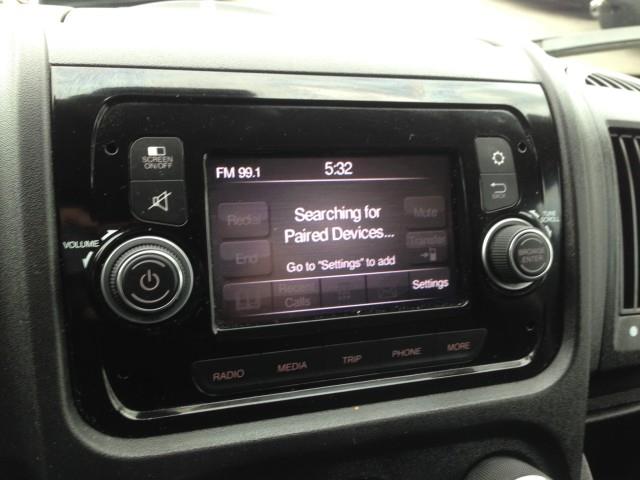 SCREEN
ON/OFF
FM 99.1
5:32
Redial
Searching for
Paired Devices...
Mute
End
Transfer
Go to "Settings" to add
Recent
Calls
Settings
VOLUME
TUNE
SCROLL
BROWSE
ENTER
RADIO
MEDIA
TRIP
PHONE
MORE